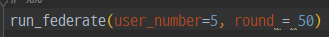 run_federate(user_number=5, round = 50)